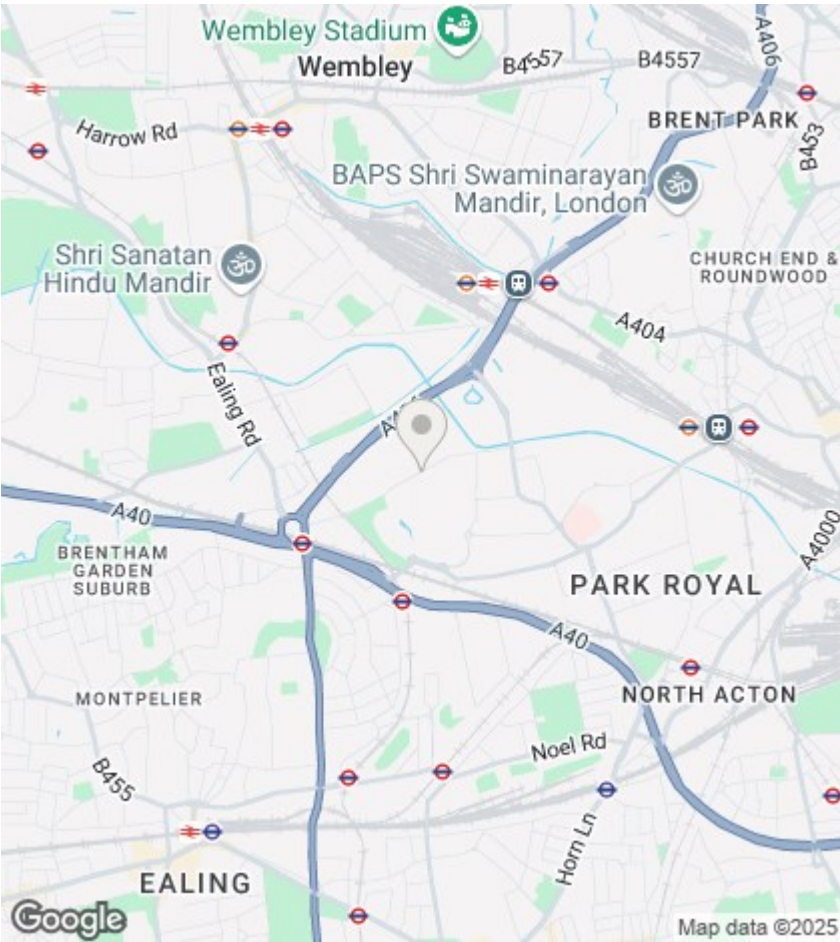 Wembley Stadium
Wembley
B4557
B4557
A406
Harrow Rd
BRENT PARK
B453
BAPS Shri Swaminarayan
Mandir, London
Shri Sanatan
Hindu Mandir
CHURCH END &
ROUNDWOOD
A404
Ealing Rd
A40
BRENTHAM
GARDEN
SUBURB
A4000
PARK ROYAL
A40
MONTPELIER
NORTH ACTON
Noel Rd
B455
Horn Ln
EALING
Google
Map data ©2025